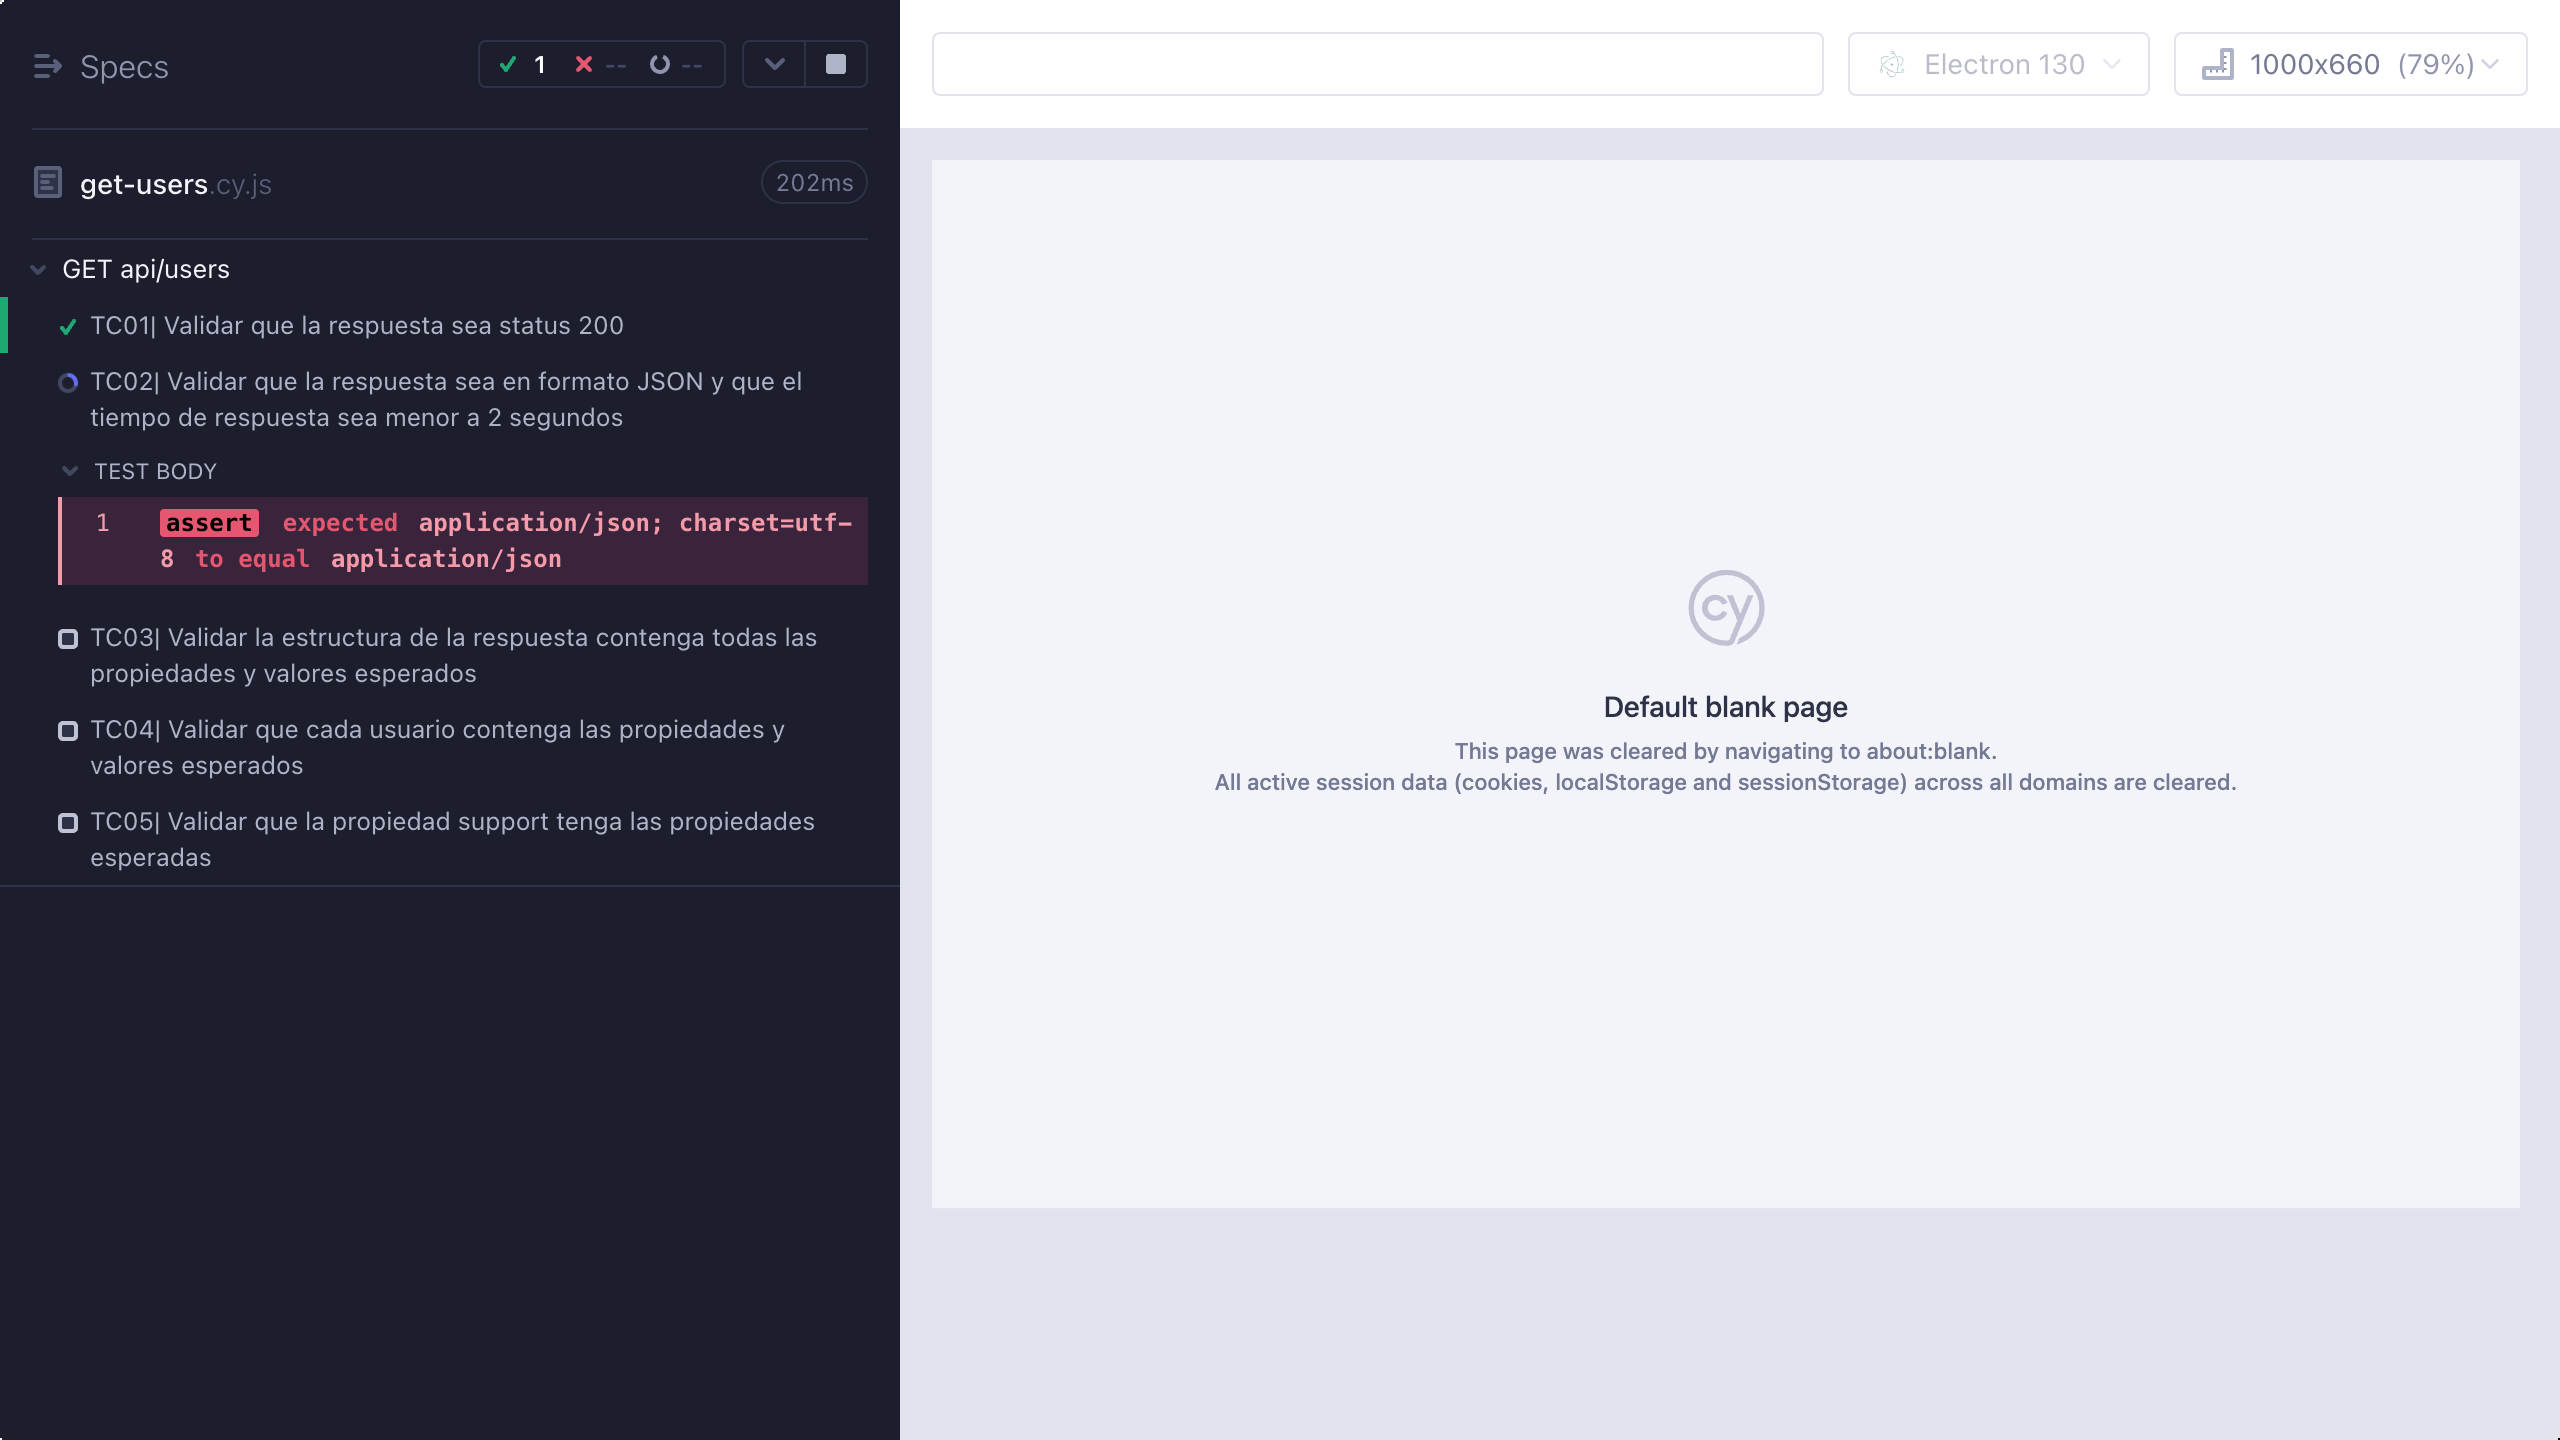 Specs
1 -- --
get-users.cy.js
202ms
GET api/users
TC01| Validar que la respuesta sea status 200
TC02| Validar que la respuesta sea en formato JSON y que el
tiempo de respuesta sea menor a 2 segundos
TEST BODY
1 assert expected application/json; charset=utf-
8 to equal application/json
TC03| Validar la estructura de la respuesta contenga todas las
propiedades y valores esperados
TC04| Validar que cada usuario contenga las propiedades y
valores esperados
TC05| Validar que la propiedad support tenga las propiedades
esperadas
Electron 130
1000x660 (79%)
cy
Default blank page
This page was cleared by navigating to about:blank.
All active session data (cookies, localStorage and sessionStorage) across all domains are cleared.